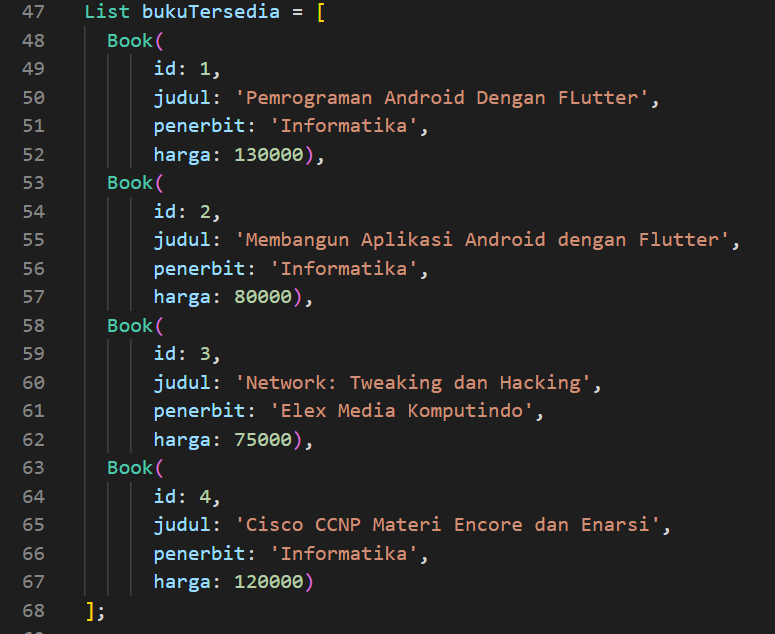 47 List bukuTersedia = [
48 Book(
49 id: 1,
50 judul: 'Pemrograman Android Dengan FLutter',
51 penerbit: 'Informatika',
52 harga: 130000),
53 Book(
54 id: 2,
55 judul: 'Membangun Aplikasi Android dengan Flutter',
56 penerbit: 'Informatika',
57 harga: 80000),
58 Book(
59 id: 3,
60 judul: 'Network: Tweaking dan Hacking',
61 penerbit: 'Elex Media Komputindo',
62 harga: 75000),
63 Book(
64 id: 4,
65 judul: 'Cisco CCNP Materi Encore dan Enarsi',
66 penerbit: 'Informatika',
67 harga: 120000)
68 ];